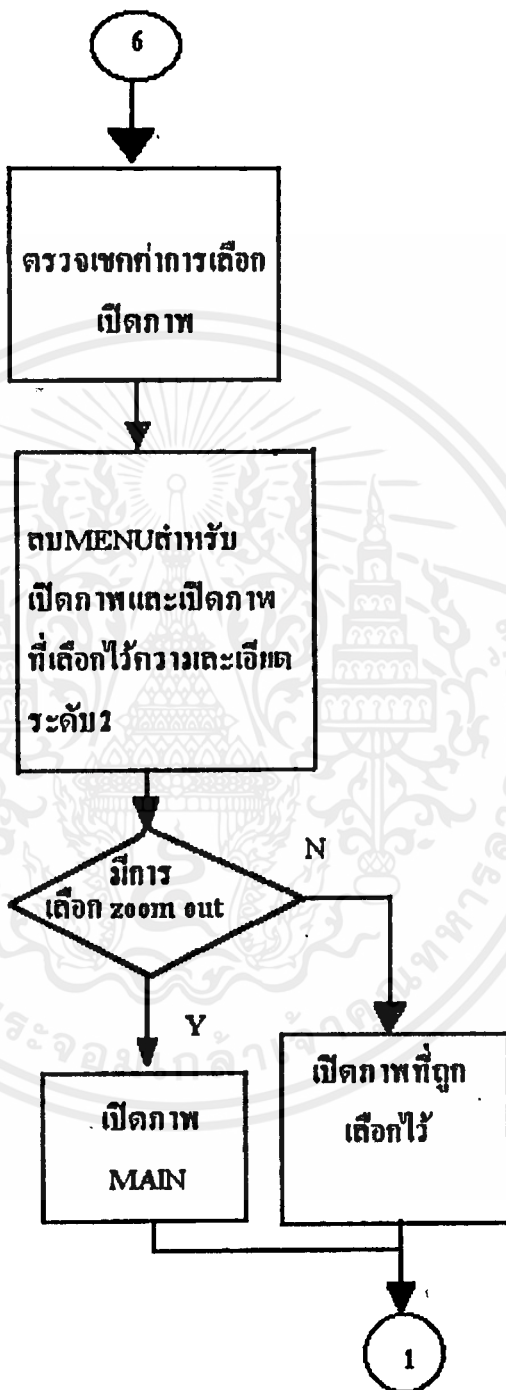 6
ตรวจเชคค่าการเลือก
เปิดภาพ
ลบMENUสำหรับ
เปิดภาพและเปิดภาพ
ที่เลือกไว้ความละเอียด
ระดับ2
มีการ
เลือก zoom out
N
Y
เปิดภาพที่ถูก
เลือกไว้
เปิดภาพ
MAIN
1